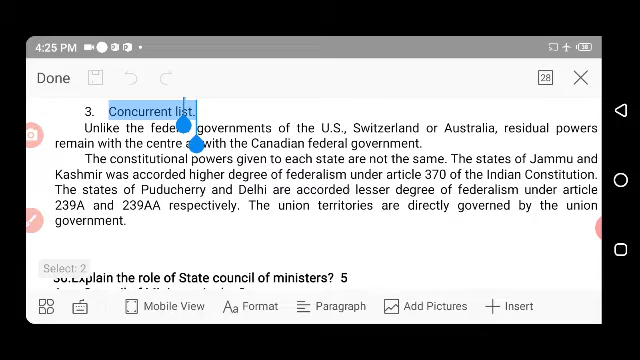 4:25 PM
38
Done
28
3. Concurrent list.
Unlike the federal governments of the U.S., Switzerland or Australia, residual powers
remain with the centre as with the Canadian federal government.
The constitutional powers given to each state are not the same. The states of Jammu and
Kashmir was accorded higher degree of federalism under article 370 of the Indian Constitution.
The states of Puducherry and Delhi are accorded lesser degree of federalism under article
239A and 239AA respectively. The union territories are directly governed by the union
government.
Select: 2
36.Explain the role of State council of ministers? 5
Mobile View Aa Format Paragraph Add Pictures Insert